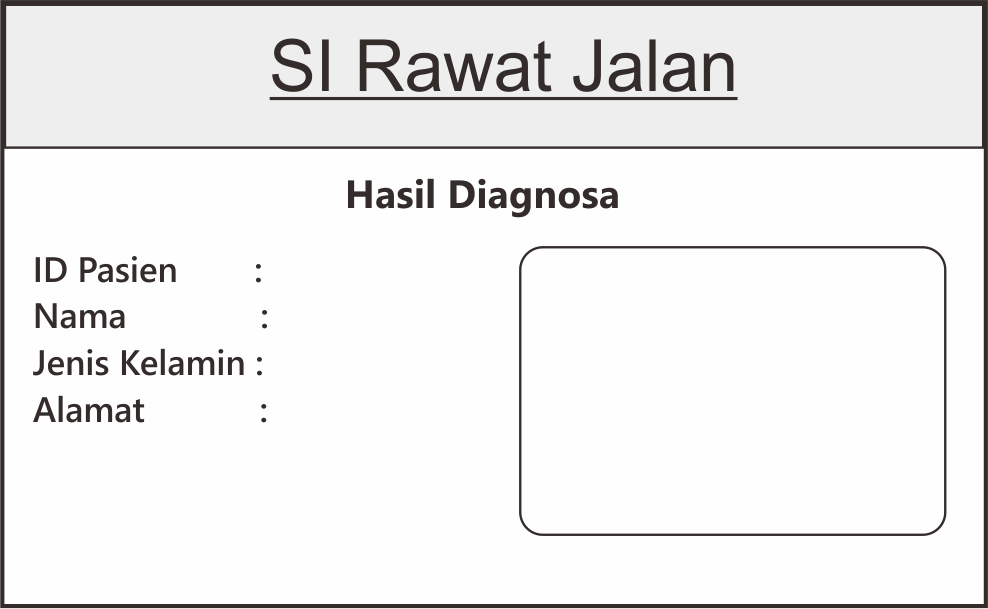 SI Rawat Jalan
Hasil Diagnosa
ID Pasien :
Nama :
Jenis Kelamin :
Alamat :